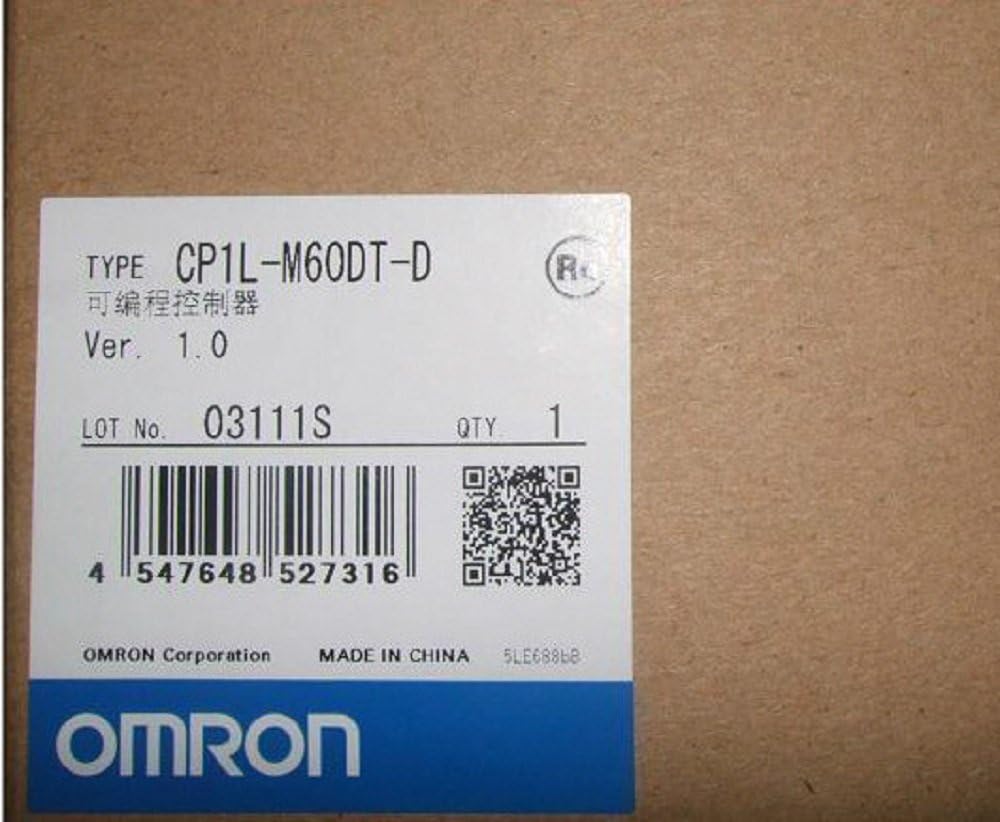 TYPE CP1L-M60DT-D
可编程控制器
Ver. 1.0
LOT No. 03111S QTY 1
4 547648 527316
OMRON Corporation MADE IN CHINA
OMRON